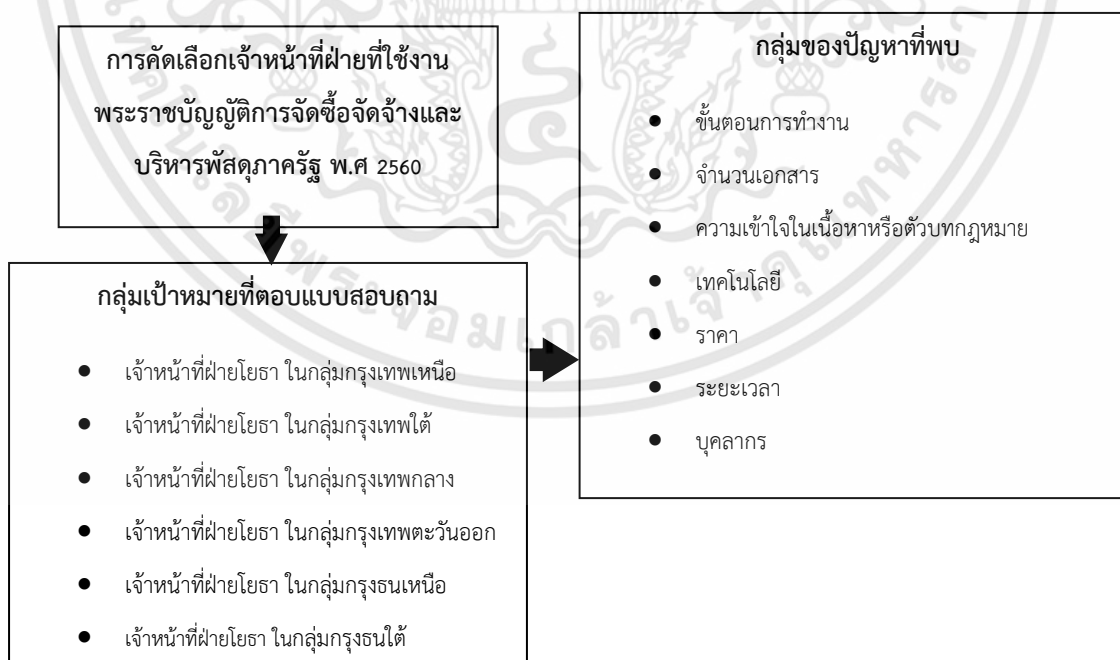 การคัดเลือกเจ้าหน้าที่ฝ่ายที่ใช้งาน
พระราชบัญญัติการจัดซื้อจัดจ้างและ
บริหารพัสดุภาครัฐ พ.ศ 2560
กลุ่มเป้าหมายที่ตอบแบบสอบถาม
● เจ้าหน้าที่ฝ่ายโยธา ในกลุ่มกรุงเทพเหนือ
● เจ้าหน้าที่ฝ่ายโยธา ในกลุ่มกรุงเทพใต้
● เจ้าหน้าที่ฝ่ายโยธา ในกลุ่มกรุงเทพกลาง
● เจ้าหน้าที่ฝ่ายโยธา ในกลุ่มกรุงเทพตะวันออก
● เจ้าหน้าที่ฝ่ายโยธา ในกลุ่มกรุงธนเหนือ
● เจ้าหน้าที่ฝ่ายโยธา ในกลุ่มกรุงธนใต้
กลุ่มของปัญหาที่พบ
● ขั้นตอนการทำงาน
● จำนวนเอกสาร
● ความเข้าใจในเนื้อหาหรือตัวบทกฎหมาย
● เทคโนโลยี
● ราคา
● ระยะเวลา
● บุคลากร